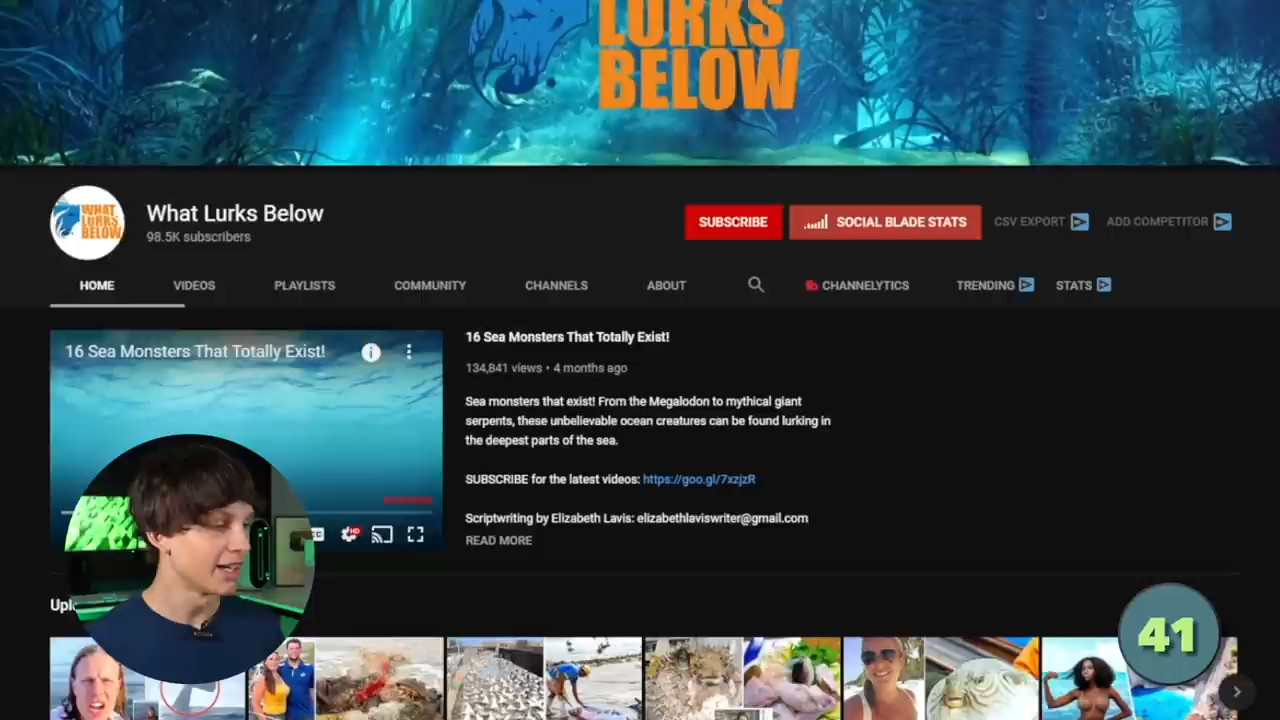 LURKS
BELOW
WHAT
LURKS
BELOW
What Lurks Below
98.5K subscribers
SUBSCRIBE
SOCIAL BLADE STATS
CSV EXPORT
ADD COMPETITOR
HOME
VIDEOS
PLAYLISTS
COMMUNITY
CHANNELS
ABOUT
CHANNELYTICS
TRENDING
STATS
16 Sea Monsters That Totally Exist!
16 Sea Monsters That Totally Exist!
134,841 views • 4 months ago
Sea monsters that exist! From the Megalodon to mythical giant
serpents, these unbelievable ocean creatures can be found lurking in
the deepest parts of the sea.
SUBSCRIBE for the latest videos: https://goo.gl/7xzjzR
Scriptwriting by Elizabeth Lavis: elizabethlaviswriter@gmail.com
READ MORE
HD
41